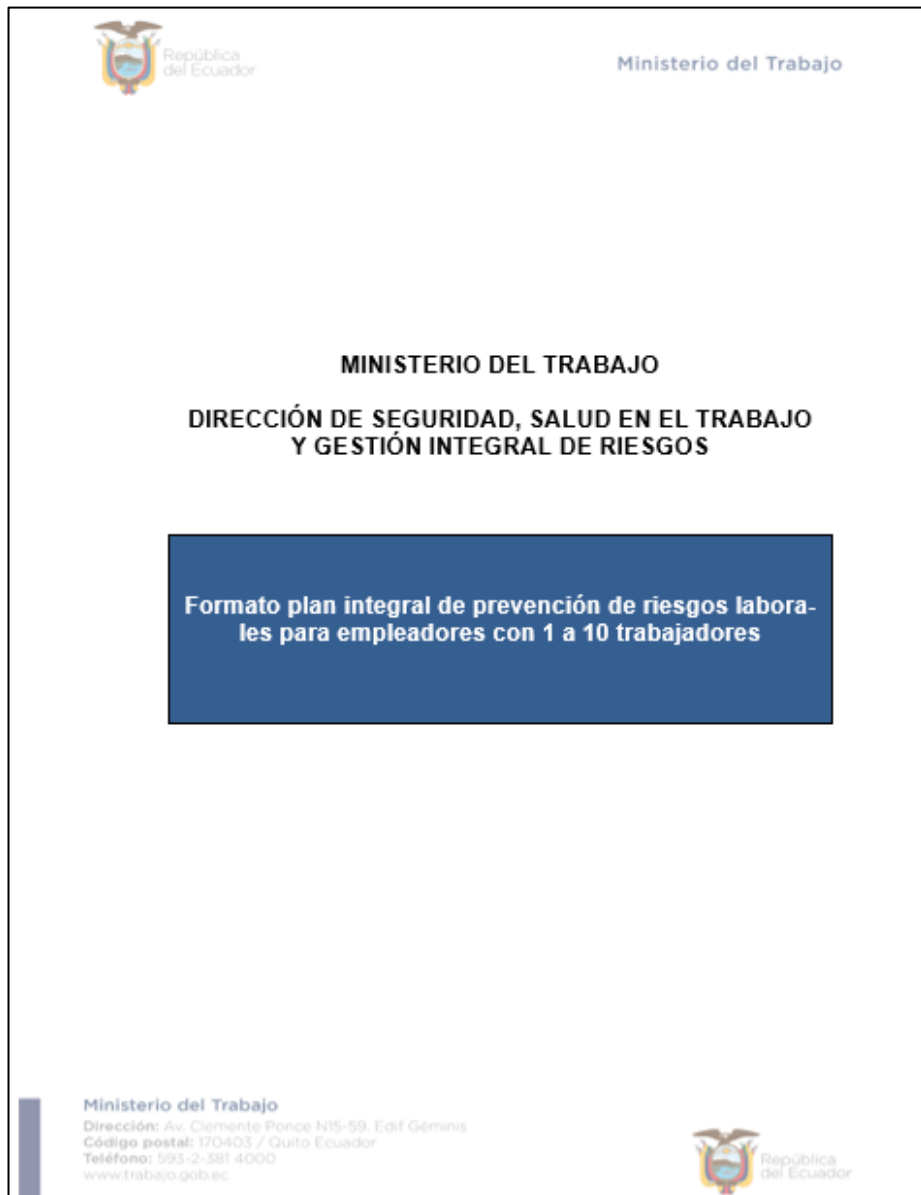 República
del Ecuador
Ministerio del Trabajo
MINISTERIO DEL TRABAJO
DIRECCIÓN DE SEGURIDAD, SALUD EN EL TRABAJO
Y GESTIÓN INTEGRAL DE RIESGOS
Formato plan integral de prevención de riesgos labora-
les para empleadores con 1 a 10 trabajadores
Ministerio del Trabajo
Dirección: Av. Clemente Ponce N15-59. Edif Géminis
Código postal: 170403 / Quito Ecuador
Teléfono: 593-2-381 4000
www.trabajo.gob.ec
República
del Ecuador